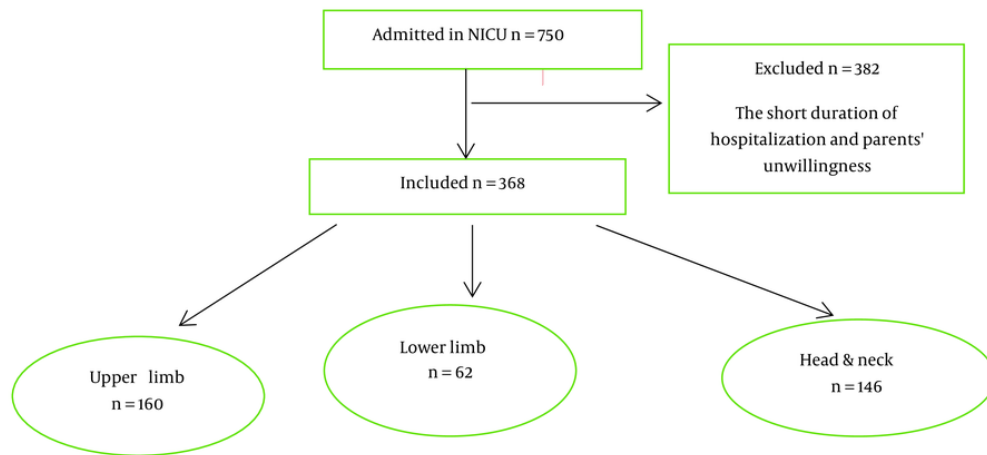 Admitted in NICU n = 750
Excluded n = 382
The short duration of
hospitalization and parents'
unwillingness
Included n = 368
Upper limb
n = 160
Lower limb
n = 62
Head & neck
n = 146